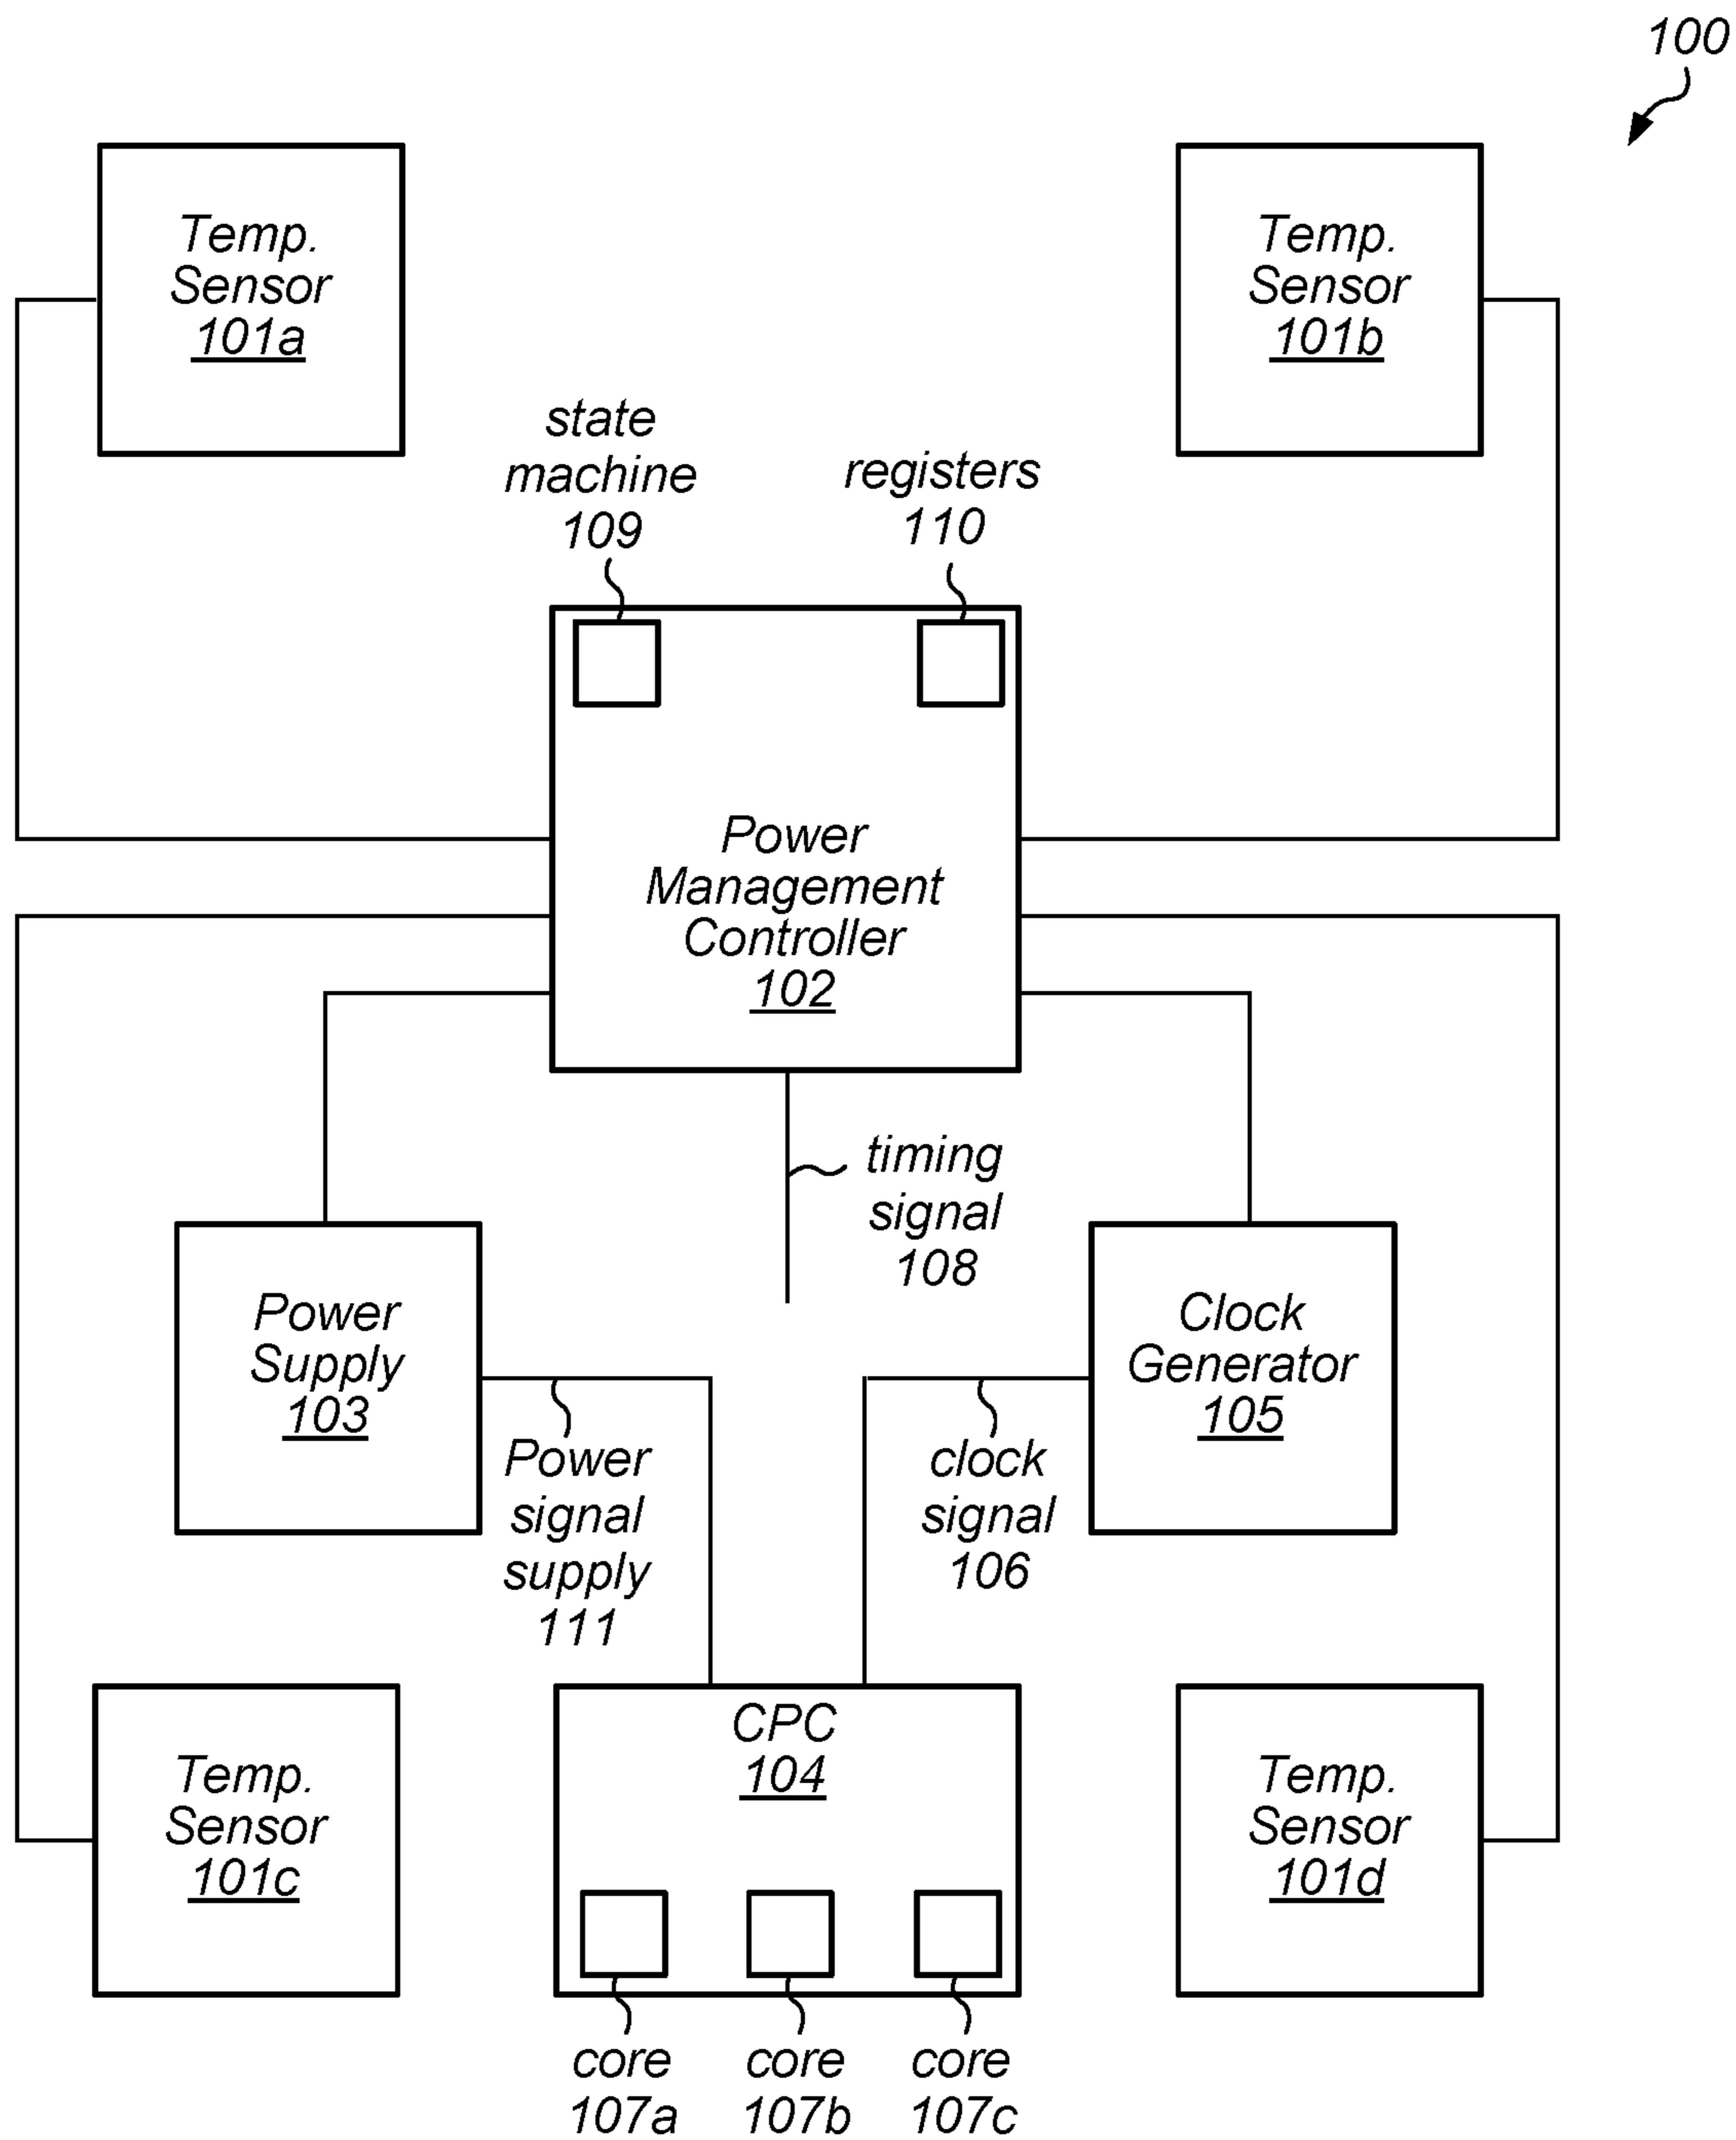 100
Temp.
Sensor
101a
Temp.
Sensor
101b
state
machine
109
registers
110
Power
Management
Controller
102
timing
signal
108
Power
Supply
103
Clock
Generator
105
Power
signal
supply
111
clock
signal
106
Temp.
Sensor
101c
CPC
104
Temp.
Sensor
101d
core
107a
core
107b
core
107c